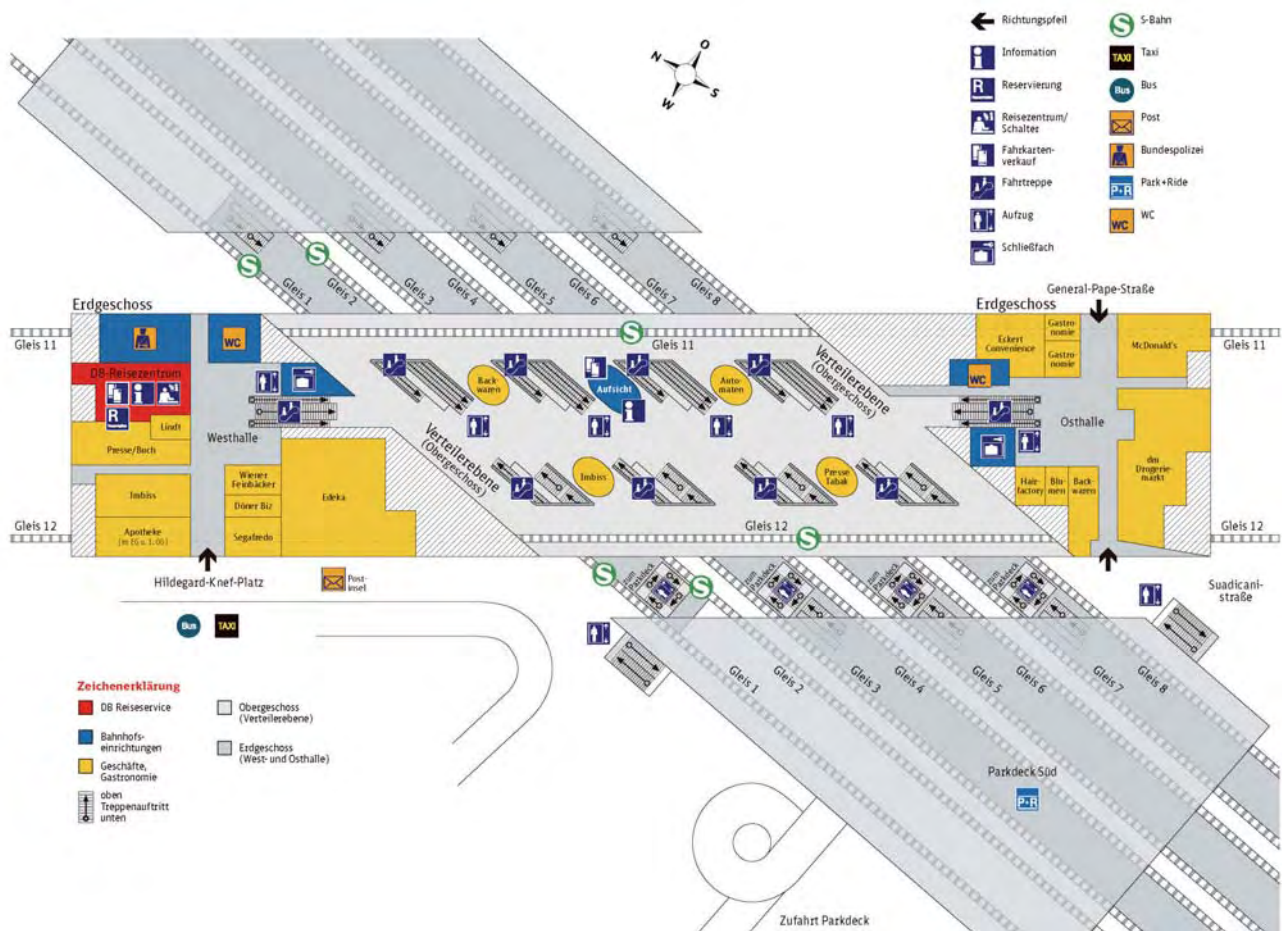 O
N
S
W
Richtungspfeil
Information
R
Reservierung
Reisezentrum/
Schalter
Fahrkarten-
verkauf
Fahrtreppe
Aufzug
Schließfach
S
S-Bahn
TAXI
Taxi
Bus
Bus
Post
Bundespolizei
P+R
Park+Ride
WC
WC
S
S
Gleis 1
Gleis 2
Gleis 3
Gleis 4
Gleis 5
Gleis 6
Gleis 7
Gleis 8
Erdgeschoss
Gleis 11
WC
DB-Reisezentrum
R
Lindt
Presse/Buch
Westhalle
Imbiss
Apotheke
(im EG u. 1. OG)
Wiener
Feinbäcker
Döner Biz
Segafredo
Edeka
Gleis 12
Hildegard-Knef-Platz
Post-
insel
Bus
TAXI
S
Gleis 11
Back-
waren
Aufsicht
Auto-
maten
Verteilerebene
(Obergeschoss)
Verteilerebene
(Obergeschoss)
Imbiss
Presse
Tabak
Gleis 12
S
General-Pape-Straße
Erdgeschoss
Eckert
Convenience
Gastro-
nomie
Gastro-
nomie
McDonald's
Gleis 11
WC
Osthalle
dm
Drogerie-
markt
Hair-
factory
Blu-
men
Back-
waren
Gleis 12
Suadicani-
straße
S
zum
Parkdeck
S
zum
Parkdeck
zum
Parkdeck
zum
Parkdeck
Gleis 1
Gleis 2
Gleis 3
Gleis 4
Gleis 5
Gleis 6
Gleis 7
Gleis 8
Parkdeck Süd
P+R
Zufahrt Parkdeck
Zeichenerklärung
DB Reiseservice
Bahnhofs-
einrichtungen
Geschäfte,
Gastronomie
oben
Treppenauftritt
unten
Obergeschoss
(Verteilerebene)
Erdgeschoss
(West- und Osthalle)